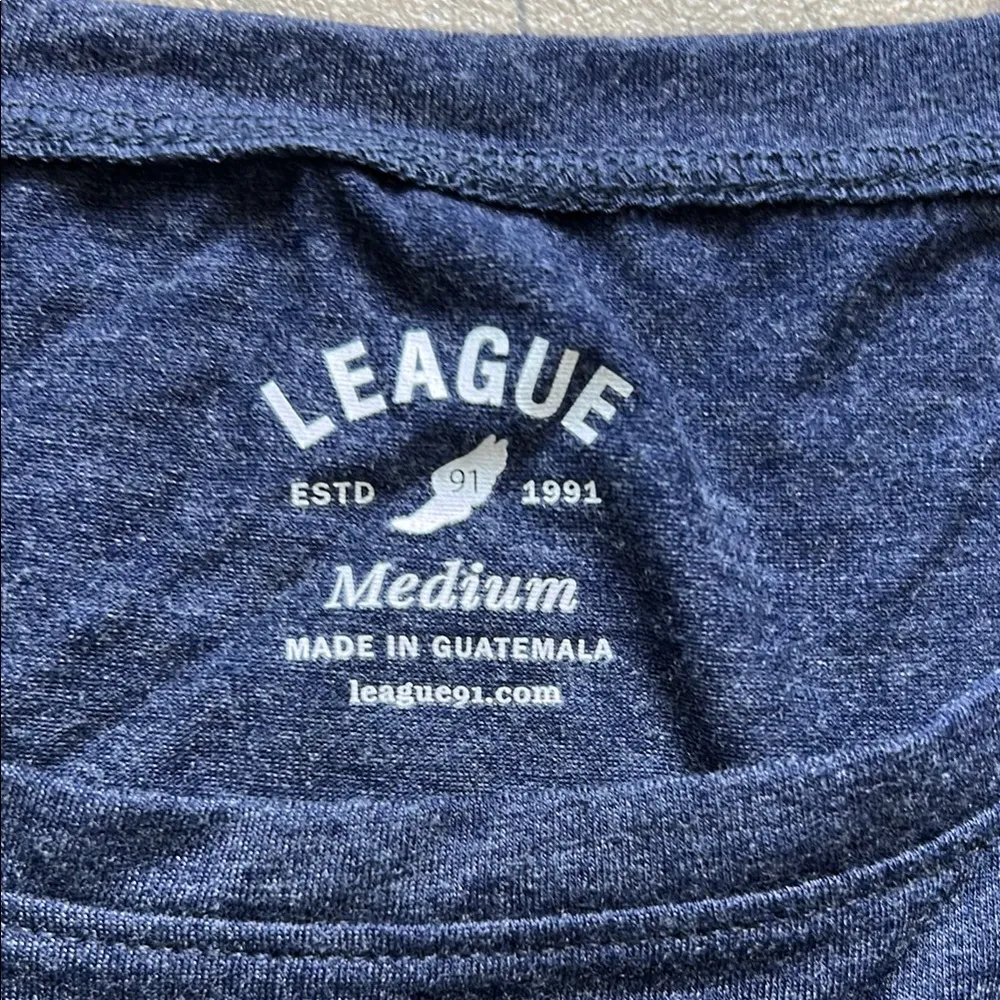 LEAGUE
ESTD 91 1991
Medium
MADE IN GUATEMALA
league91.com